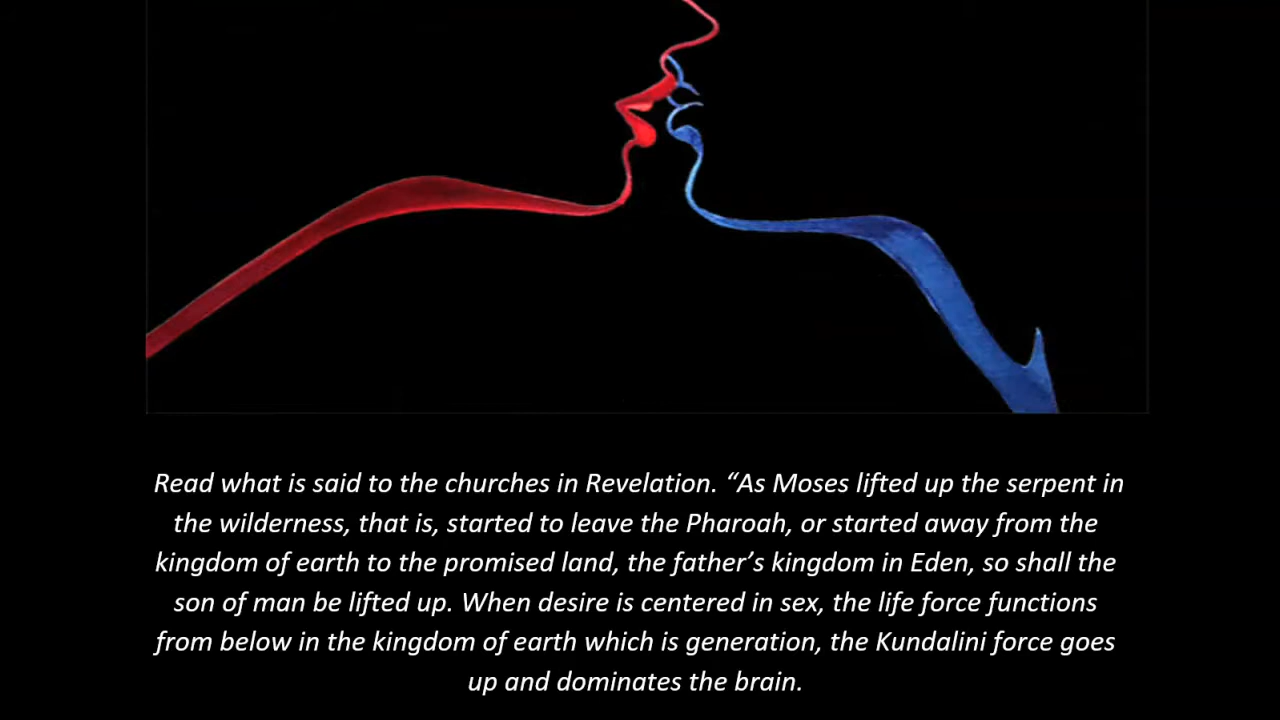 Read what is said to the churches in Revelation. “As Moses lifted up the serpent in
the wilderness, that is, started to leave the Pharoah, or started away from the
kingdom of earth to the promised land, the father’s kingdom in Eden, so shall the
son of man be lifted up. When desire is centered in sex, the life force functions
from below in the kingdom of earth which is generation, the Kundalini force goes
up and dominates the brain.